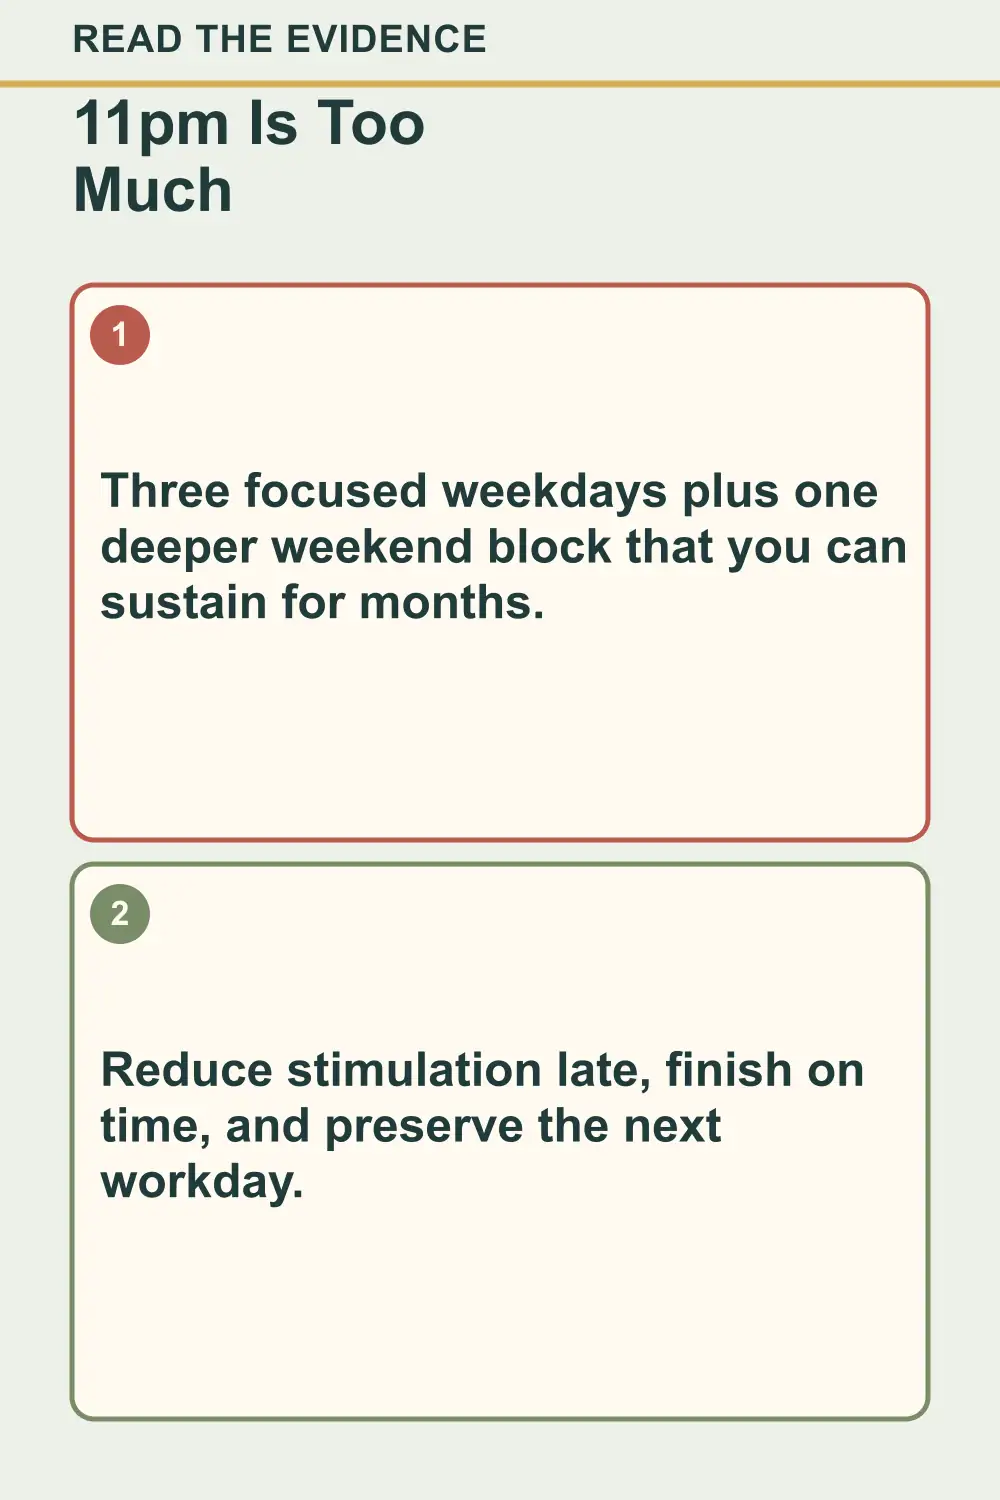 READ THE EVIDENCE
11pm Is Too
Much
1
Three focused weekdays plus one
deeper weekend block that you can
sustain for months.
2
Reduce stimulation late, finish on
time, and preserve the next
workday.